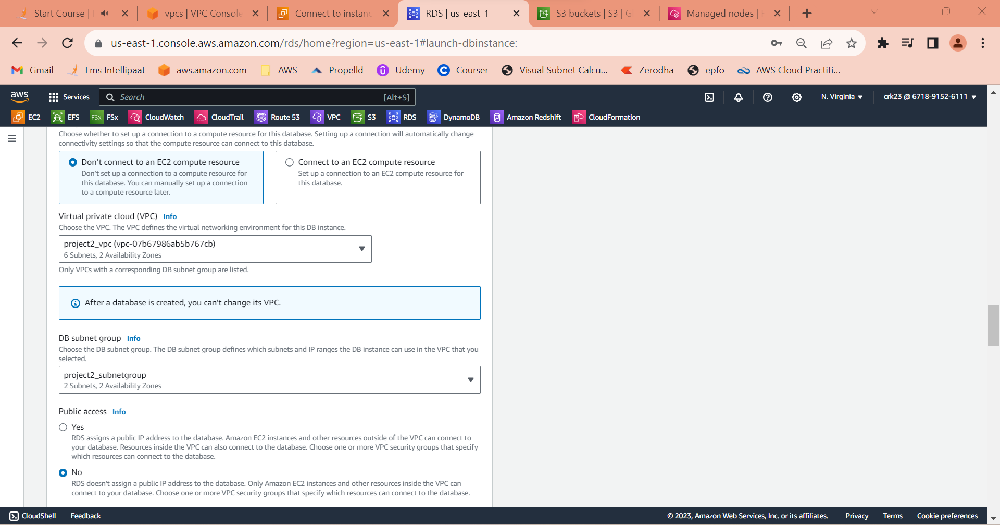 Start Course |
vpcs | VPC Console
Connect to instanc
RDS | us-east-1
S3 buckets | S3 | Gl
Managed nodes |
us-east-1.console.aws.amazon.com/rds/home?region=us-east-1#launch-dbinstance:
Gmail
Lms Intellipaat
aws.amazon.com
AWS
Propelld
Udemy
Courser
Visual Subnet Calcu...
Zerodha
epfo
AWS Cloud Practiti...
aws
Services
Search
[Alt+S]
N. Virginia
crk23 @ 6718-9152-6111
EC2
EFS
FSx
FSx
CloudWatch
CloudTrail
Route 53
VPC
S3
RDS
DynamoDB
Amazon Redshift
CloudFormation
Choose whether to set up a connection to a compute resource for this database. Setting up a connection will automatically change
connectivity settings so that the compute resource can connect to this database.
Don't connect to an EC2 compute resource
Don't set up a connection to a compute resource for
this database. You can manually set up a connection
to a compute resource later.
Connect to an EC2 compute resource
Set up a connection to an EC2 compute resource for
this database.
Virtual private cloud (VPC) Info
Choose the VPC. The VPC defines the virtual networking environment for this DB instance.
project2_vpc (vpc-07b67986ab5b767cb)
6 Subnets, 2 Availability Zones
Only VPCs with a corresponding DB subnet group are listed.
After a database is created, you can't change its VPC.
DB subnet group Info
Choose the DB subnet group. The DB subnet group defines which subnets and IP ranges the DB instance can use in the VPC that you
selected.
project2_subnetgroup
2 Subnets, 2 Availability Zones
Public access Info
Yes
RDS assigns a public IP address to the database. Amazon EC2 instances and other resources outside of the VPC can connect to
your database. Resources inside the VPC can also connect to the database. Choose one or more VPC security groups that specify
which resources can connect to the database.
No
RDS doesn't assign a public IP address to the database. Only Amazon EC2 instances and other resources inside the VPC can
connect to your database. Choose one or more VPC security groups that specify which resources can connect to the database.
CloudShell
Feedback
© 2023, Amazon Web Services, Inc. or its affiliates.
Privacy
Terms
Cookie preferences